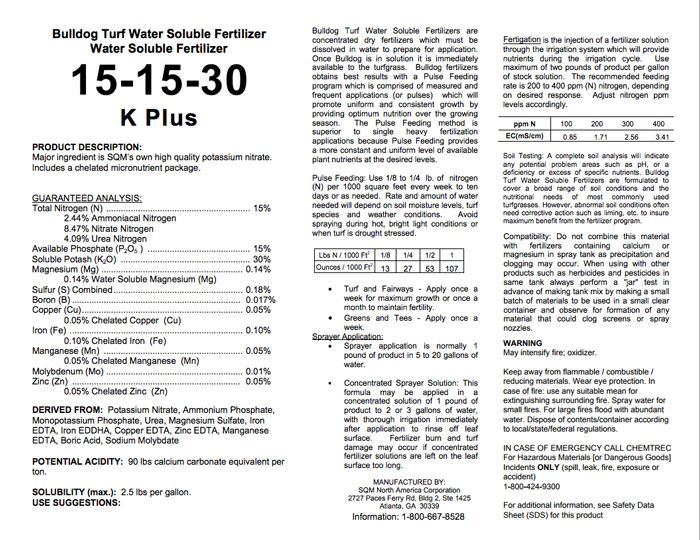 Bulldog Turf Water Soluble Fertilizer
Water Soluble Fertilizer
15-15-30
K Plus
PRODUCT DESCRIPTION:
Major ingredient is SQM's own high quality potassium nitrate.
Includes a chelated micronutrient package.
GUARANTEED ANALYSIS:
Total Nitrogen (N) .................................................... 15%
2.44% Ammoniacal Nitrogen
8.47% Nitrate Nitrogen
4.09% Urea Nitrogen
Available Phosphate (P₂O₅ ) ..................................... 15%
Soluble Potash (K₂O) ............................................... 30%
Magnesium (Mg) ...................................................... 0.14%
0.14% Water Soluble Magnesium (Mg)
Sulfur (S) Combined ................................................. 0.18%
Boron (B) ................................................................. 0.017%
Copper (Cu) ............................................................. 0.05%
0.05% Chelated Copper (Cu)
Iron (Fe) ................................................................... 0.10%
0.10% Chelated Iron (Fe)
Manganese (Mn) ...................................................... 0.05%
0.05% Chelated Manganese (Mn)
Molybdenum (Mo) .................................................... 0.01%
Zinc (Zn) .................................................................. 0.05%
0.05% Chelated Zinc (Zn)
DERIVED FROM: Potassium Nitrate, Ammonium Phosphate,
Monopotassium Phosphate, Urea, Magnesium Sulfate, Iron
EDTA, Iron EDDHA, Copper EDTA, Zinc EDTA, Manganese
EDTA, Boric Acid, Sodium Molybdate
POTENTIAL ACIDITY: 90 lbs calcium carbonate equivalent per
ton.
SOLUBILITY (max.): 2.5 lbs per gallon.
USE SUGGESTIONS:
Bulldog Turf Water Soluble Fertilizers are
concentrated dry fertilizers which must be
dissolved in water to prepare for application.
Once Bulldog is in solution it is immediately
available to the turfgrass. Bulldog fertilizers
obtains best results with a Pulse Feeding
program which is comprised of measured and
frequent applications (or pulses) which will
promote uniform and consistent growth by
providing optimum nutrition over the growing
season. The Pulse Feeding method is
superior to single heavy fertilization
applications because Pulse Feeding provides
a more constant and uniform level of available
plant nutrients at the desired levels.
Pulse Feeding: Use 1/8 to 1/4 lb. of nitrogen
(N) per 1000 square feet every week to ten
days or as needed. Rate and amount of water
needed will depend on soil moisture levels, turf
species and weather conditions. Avoid
spraying during hot, bright light conditions or
when turf is drought stressed.
Lbs N / 1000 Ft² 1/8 1/4 1/2 1
Ounces / 1000 Ft² 13 27 53 107
• Turf and Fairways - Apply once a
week for maximum growth or once a
month to maintain fertility.
• Greens and Tees - Apply once a
week.
Sprayer Application:
• Sprayer application is normally 1
pound of product in 5 to 20 gallons of
water.
• Concentrated Sprayer Solution: This
formula may be applied in a
concentrated solution of 1 pound of
product to 2 or 3 gallons of water,
with thorough irrigation immediately
after application to rinse off leaf
surface. Fertilizer burn and turf
damage may occur if concentrated
fertilizer solutions are left on the leaf
surface too long.
MANUFACTURED BY:
SQM North America Corporation
2727 Paces Ferry Rd, Bldg 2, Ste 1425
Atlanta, GA 30339
Information: 1-800-667-8528
Fertigation is the injection of a fertilizer solution
through the irrigation system which will provide
nutrients during the irrigation cycle. Use
maximum of two pounds of product per gallon
of stock solution. The recommended feeding
rate is 200 to 400 ppm (N) nitrogen, depending
on desired response. Adjust nitrogen ppm
levels accordingly.
ppm N 100 200 300 400
EC(mS/cm) 0.85 1.71 2.56 3.41
Soil Testing: A complete soil analysis will indicate
any potential problem areas such as pH, or a
deficiency or excess of specific nutrients. Bulldog
Turf Water Soluble Fertilizers are formulated to
cover a broad range of soil conditions and the
nutritional needs of most commonly used
turfgrasses. However, abnormal soil conditions often
need corrective action such as liming, etc. to insure
maximum benefit from the fertilizer program.
Compatibility: Do not combine this material
with fertilizers containing calcium or
magnesium in spray tank as precipitation and
clogging may occur. When using with other
products such as herbicides and pesticides in
same tank always perform a "jar" test in
advance of making tank mix by making a small
batch of materials to be used in a small clear
container and observe for formation of any
material that could clog screens or spray
nozzles.
WARNING
May intensify fire; oxidizer.
Keep away from flammable / combustible /
reducing materials. Wear eye protection. In
case of fire: use any suitable mean for
extinguishing surrounding fire. Spray water for
small fires. For large fires flood with abundant
water. Dispose of contents/container according
to local/state/federal regulations.
IN CASE OF EMERGENCY CALL CHEMTREC
For Hazardous Materials [or Dangerous Goods]
Incidents ONLY (spill, leak, fire, exposure or
accident)
1-800-424-9300
For additional information, see Safety Data
Sheet (SDS) for this product